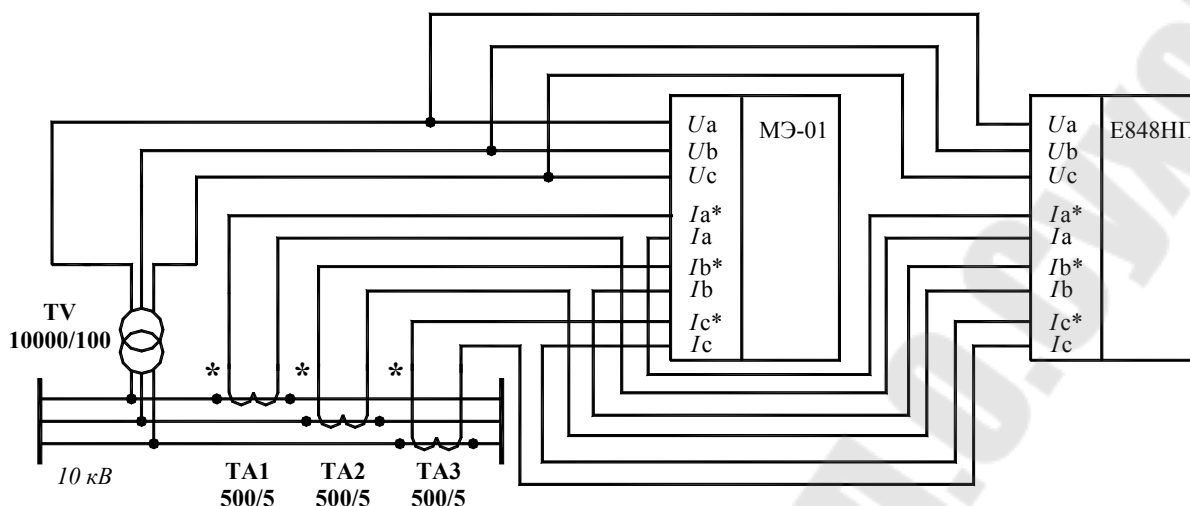 Ua
Ub
Uc
Ia*
Ia
Ib*
Ib
Ic*
Ic
МЭ-01
Ua
Ub
Uc
Ia*
Ia
Ib*
Ib
Ic*
Ic
TV
10000/100
*
*
*
10 кВ
TA1
500/5
TA2
500/5
TA3
500/5